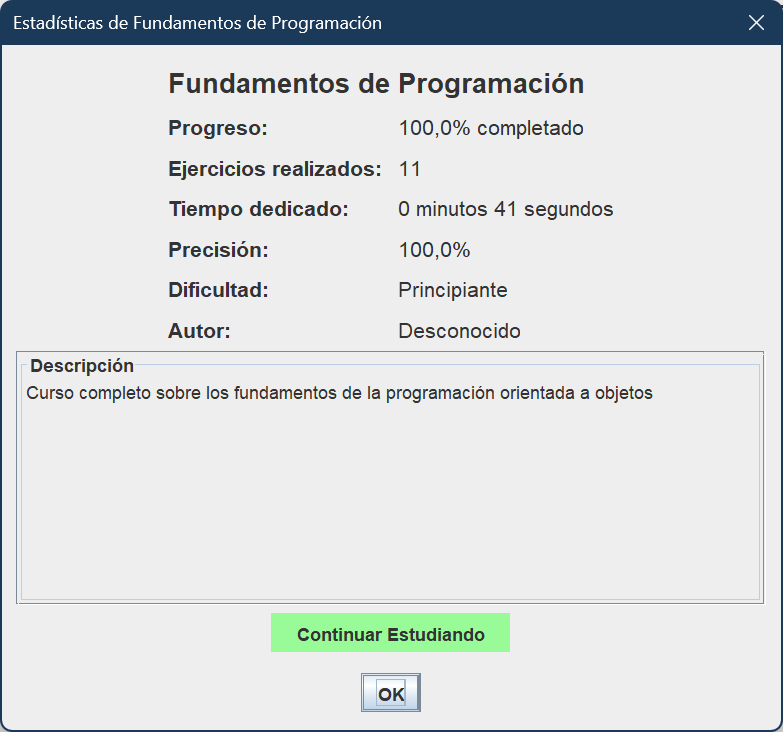 Estadísticas de Fundamentos de Programación
Fundamentos de Programación
Progreso: 100,0% completado
Ejercicios realizados: 11
Tiempo dedicado: 0 minutos 41 segundos
Precisión: 100,0%
Dificultad: Principiante
Autor: Desconocido
Descripción
Curso completo sobre los fundamentos de la programación orientada a objetos
Continuar Estudiando
OK